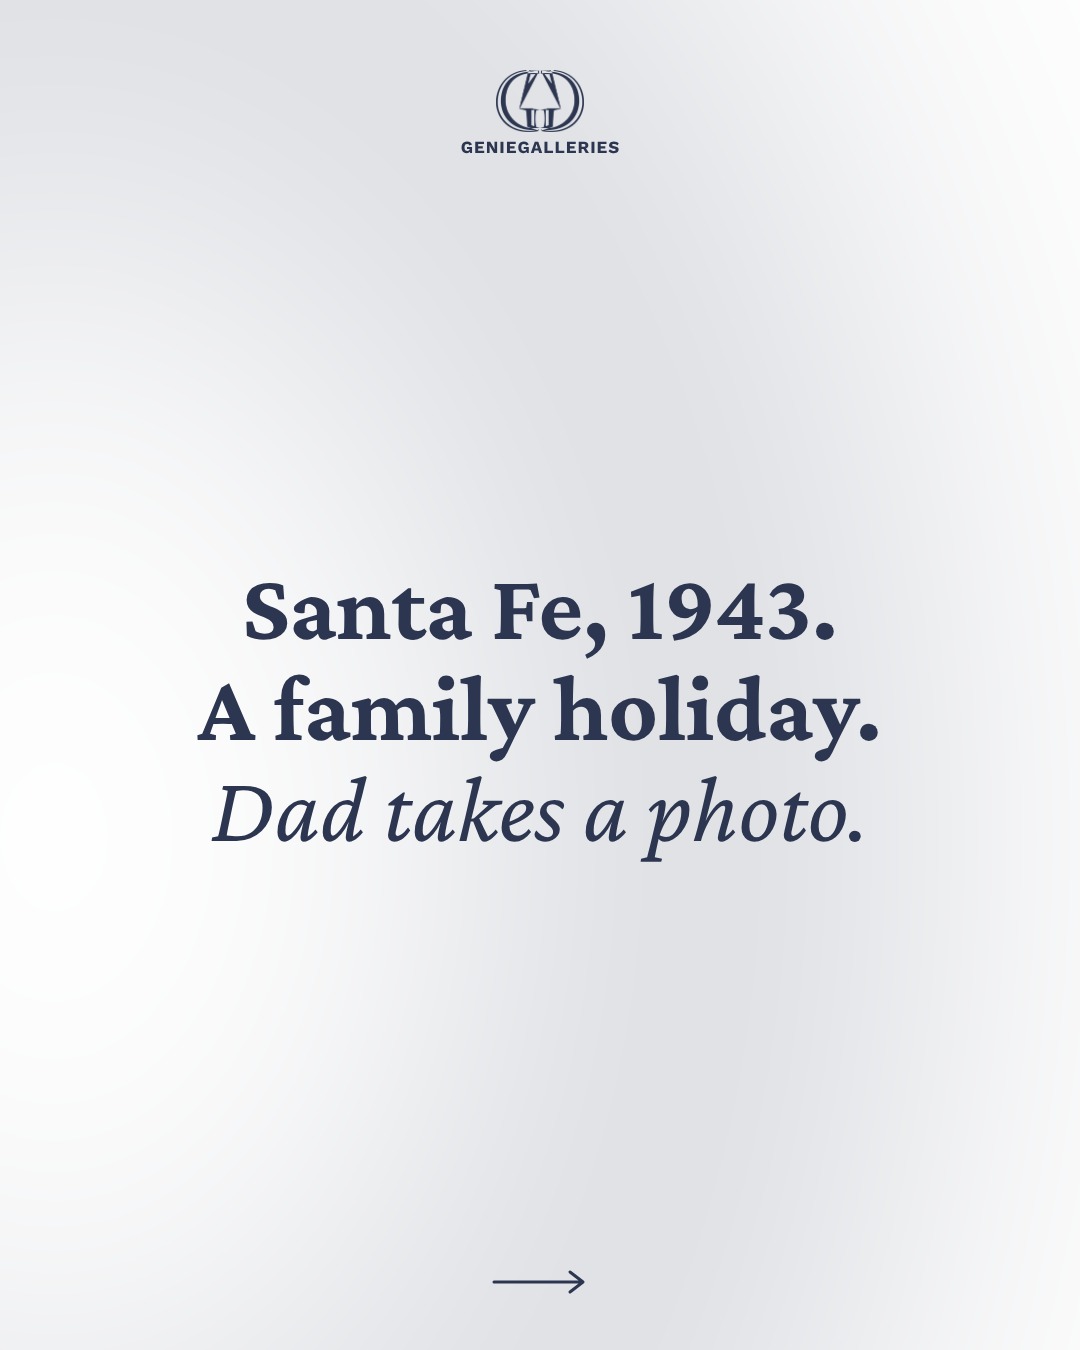 GENIEGALLERIES
Santa Fe, 1943.
A family holiday.
Dad takes a photo.